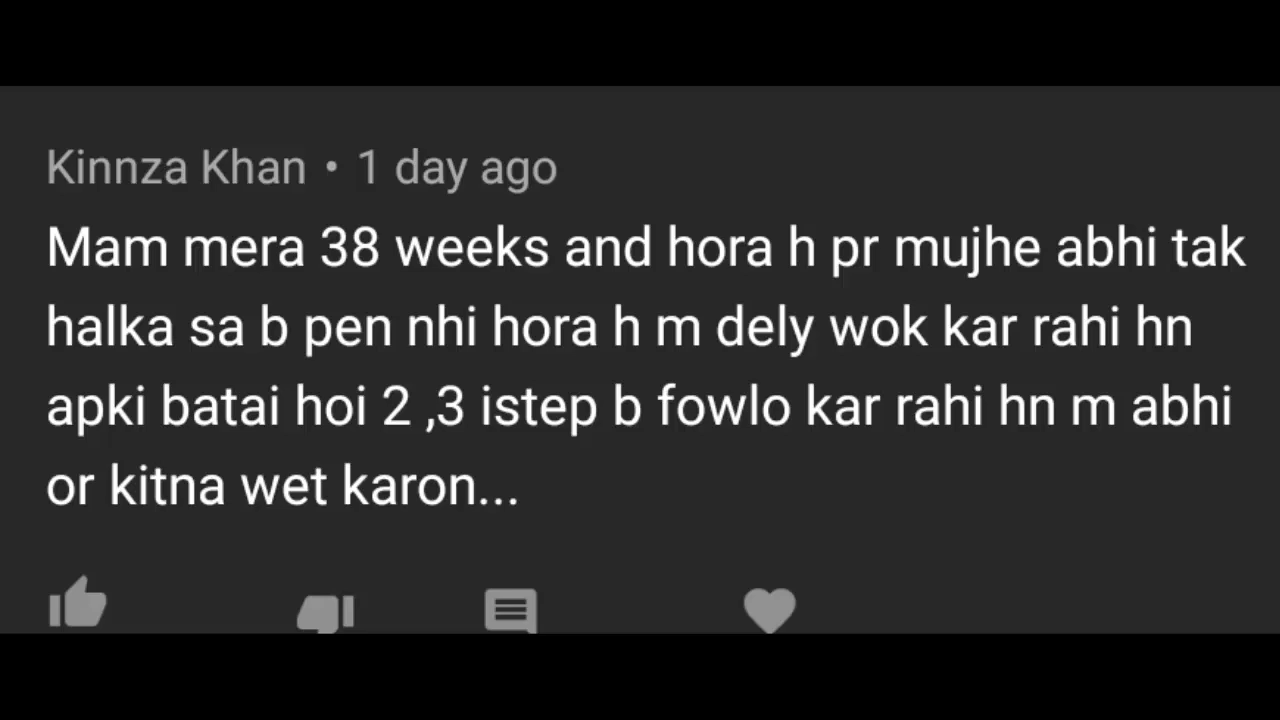 Kinnza Khan • 1 day ago
Mam mera 38 weeks and hora h pr mujhe abhi tak
halka sa b pen nhi hora h m dely wok kar rahi hn
apki batai hoi 2 ,3 istep b fowlo kar rahi hn m abhi
or kitna wet karon...